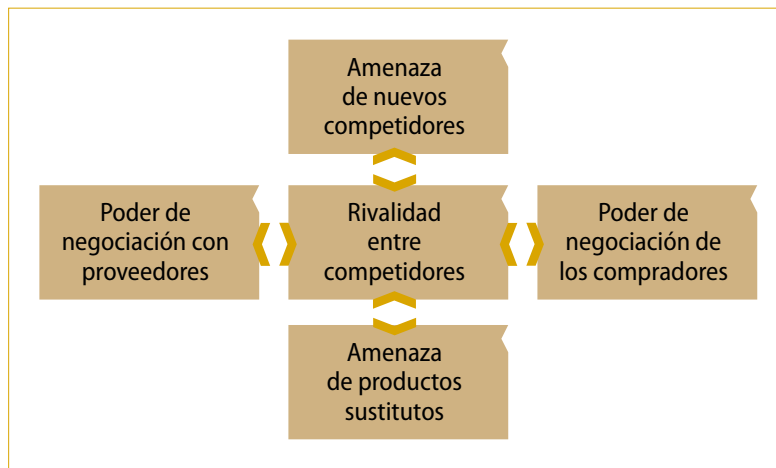 Amenaza
de nuevos
competidores
Poder de
negociación con
proveedores
Rivalidad
entre
competidores
Poder de
negociación de
los compradores
Amenaza
de productos
sustitutos